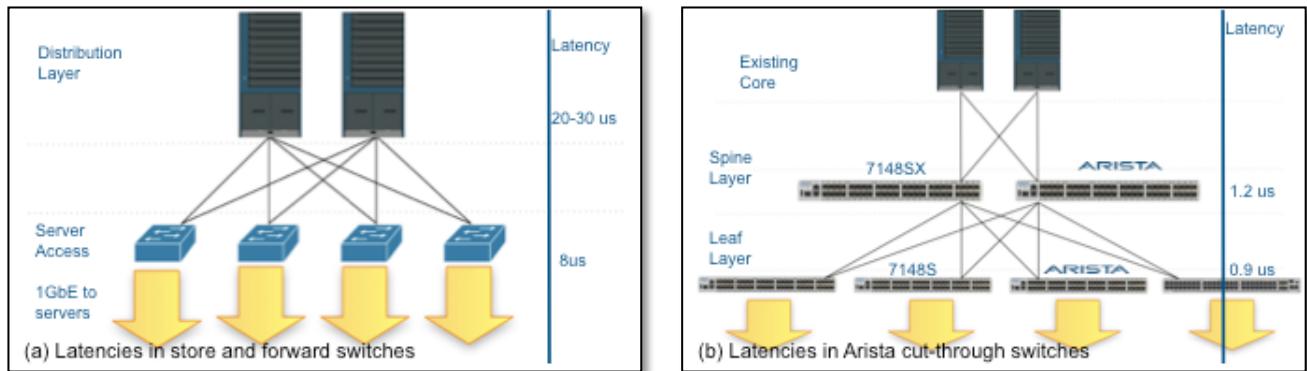 Distribution
Layer
Latency
20-30 us
Server
Access
8us
1GbE to
servers
(a) Latencies in store and forward switches
Latency
Existing
Core
Spine
Layer
7148SX
ARISTA
1.2 us
Leaf
Layer
7148S
ARISTA
0.9 us
(b) Latencies in Arista cut-through switches